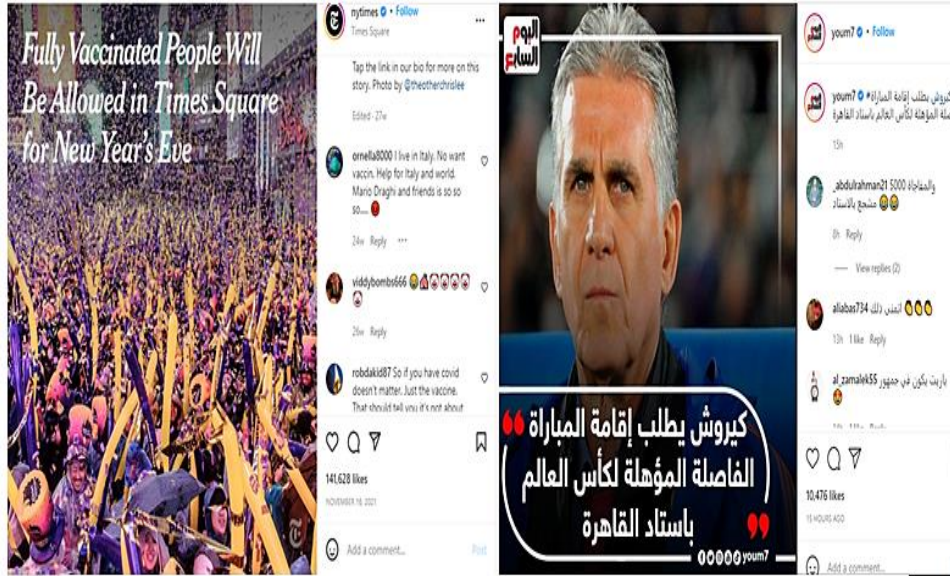 Fully Vaccinated People Will
Be Allowed in Times Square
for New Year's Eve
nytimes • Follow
Times Square
Tap the link in our bio for more on this
story. Photo by @theotherchrislee
Edited · 27w
ornella8000 I live in Italy. No want
vaccin. Help for Italy and world.
Mario Draghi and friends is so so
so....
24w Reply
viddybombs666
26w Reply
robdakid87 So if you have covid
doesn't matter. Just the vaccine.
That should tell you it's not about
141,628 likes
NOVEMBER 16, 2021
Add a comment...
Post
اليوم
السابع
كيروش يطلب إقامة المباراة
الفاصلة المؤهلة لكأس العالم
باستاد القاهرة
youm7
youm7 • Follow
youm7 #كيروش يطلب إقامة المباراة
المؤهلة لكأس العالم باستاد القاهرة
15h
_abdulrahman21 والمفاجاة 5000
مشجع بالاستاد
8h Reply
View replies (2)
aliabas734 اتمنى ذلك
13h 1 like Reply
al_zamalek55 ياريت يكون في جمهور
10,476 likes
15 HOURS AGO
Add a comment...